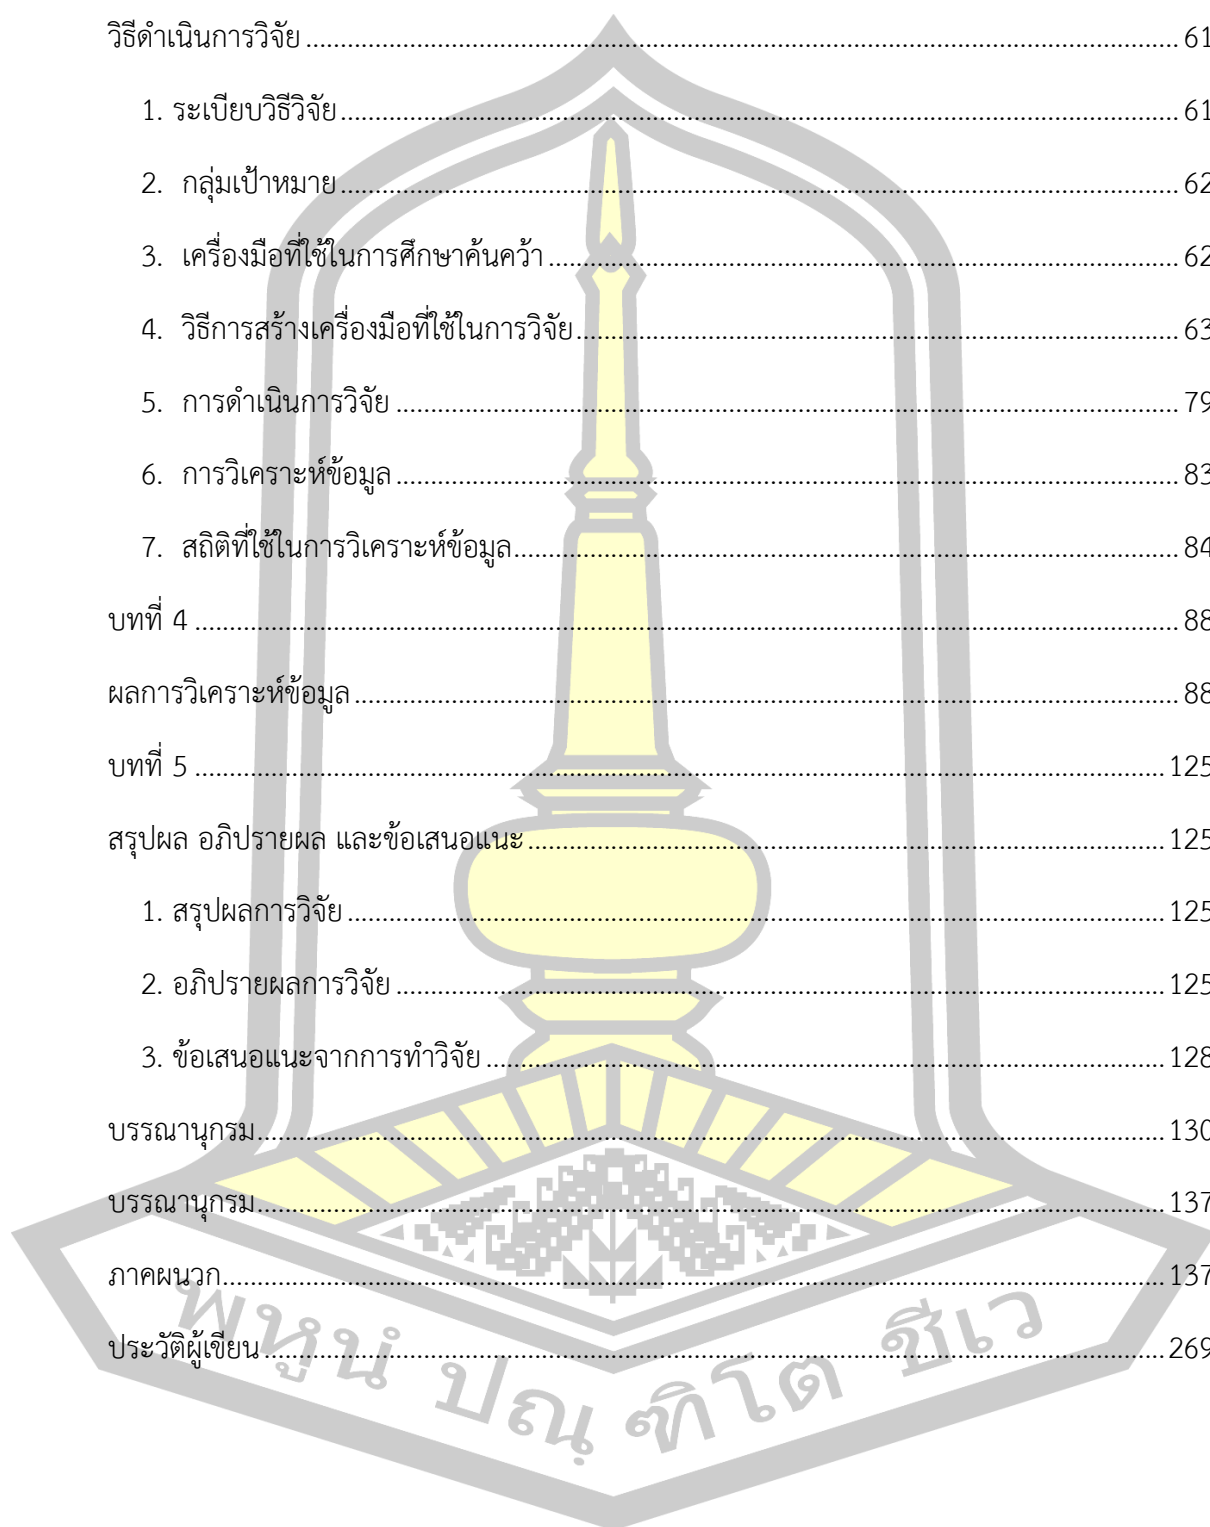 วิธีดำเนินการวิจัย ........ 61
1. ระเบียบวิธีวิจัย ........ 61
2. กลุ่มเป้าหมาย ........ 62
3. เครื่องมือที่ใช้ในการศึกษาค้นคว้า ........ 62
4. วิธีการสร้างเครื่องมือที่ใช้ในการวิจัย ........ 63
5. การดำเนินการวิจัย ........ 79
6. การวิเคราะห์ข้อมูล ........ 83
7. สถิติที่ใช้ในการวิเคราะห์ข้อมูล ........ 84
บทที่ 4 ........ 88
ผลการวิเคราะห์ข้อมูล ........ 88
บทที่ 5 ........ 125
สรุปผล อภิปรายผล และข้อเสนอแนะ ........ 125
1. สรุปผลการวิจัย ........ 125
2. อภิปรายผลการวิจัย ........ 125
3. ข้อเสนอแนะจากการทำวิจัย ........ 128
บรรณานุกรม ........ 130
บรรณานุกรม ........ 137
ภาคผนวก ........ 137
ประวัติผู้เขียน ........ 269
พหูนํ ปณฺฑิโต ชีเว